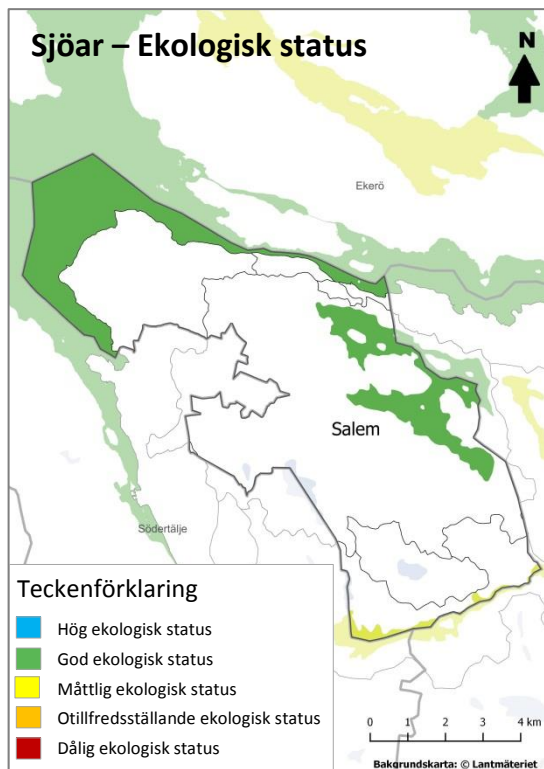 Sjöar – Ekologisk status
N
Ekerö
Salem
Södertälje
Teckenförklaring
Hög ekologisk status
God ekologisk status
Måttlig ekologisk status
Otillfredsställande ekologisk status
Dålig ekologisk status
0 1 2 3 4 km
Bakgrundskarta: © Lantmäteriet